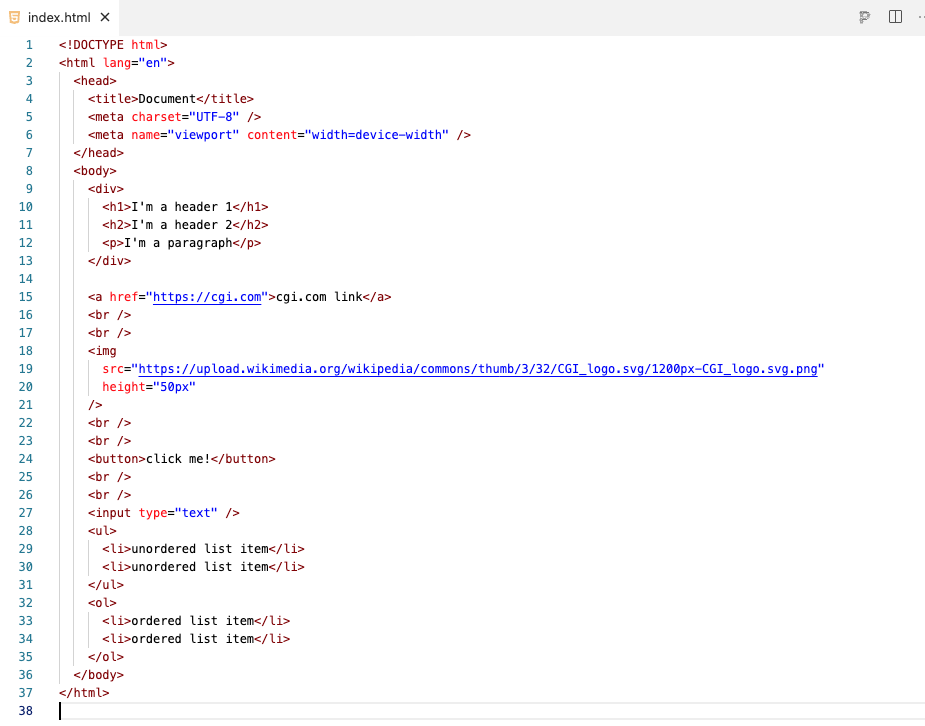 index.html
1 <!DOCTYPE html>
2 <html lang="en">
3   <head>
4     <title>Document</title>
5     <meta charset="UTF-8" />
6     <meta name="viewport" content="width=device-width" />
7   </head>
8   <body>
9     <div>
10       <h1>I'm a header 1</h1>
11       <h2>I'm a header 2</h2>
12       <p>I'm a paragraph</p>
13     </div>
14
15     <a href="https://cgi.com">cgi.com link</a>
16     <br />
17     <br />
18     <img
19       src="https://upload.wikimedia.org/wikipedia/commons/thumb/3/32/CGI_logo.svg/1200px-CGI_logo.svg.png"
20       height="50px"
21     />
22     <br />
23     <br />
24     <button>click me!</button>
25     <br />
26     <br />
27     <input type="text" />
28     <ul>
29       <li>unordered list item</li>
30       <li>unordered list item</li>
31     </ul>
32     <ol>
33       <li>ordered list item</li>
34       <li>ordered list item</li>
35     </ol>
36   </body>
37 </html>
38